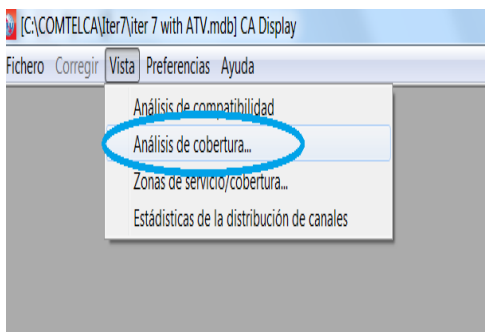 [C:\COMTELCA\Iter7\iter 7 with ATV.mdb] CA Display
Fichero Corregir Vista Preferencias Ayuda
Análisis de compatibilidad
Análisis de cobertura...
Zonas de servicio/cobertura...
Estádisticas de la distribución de canales